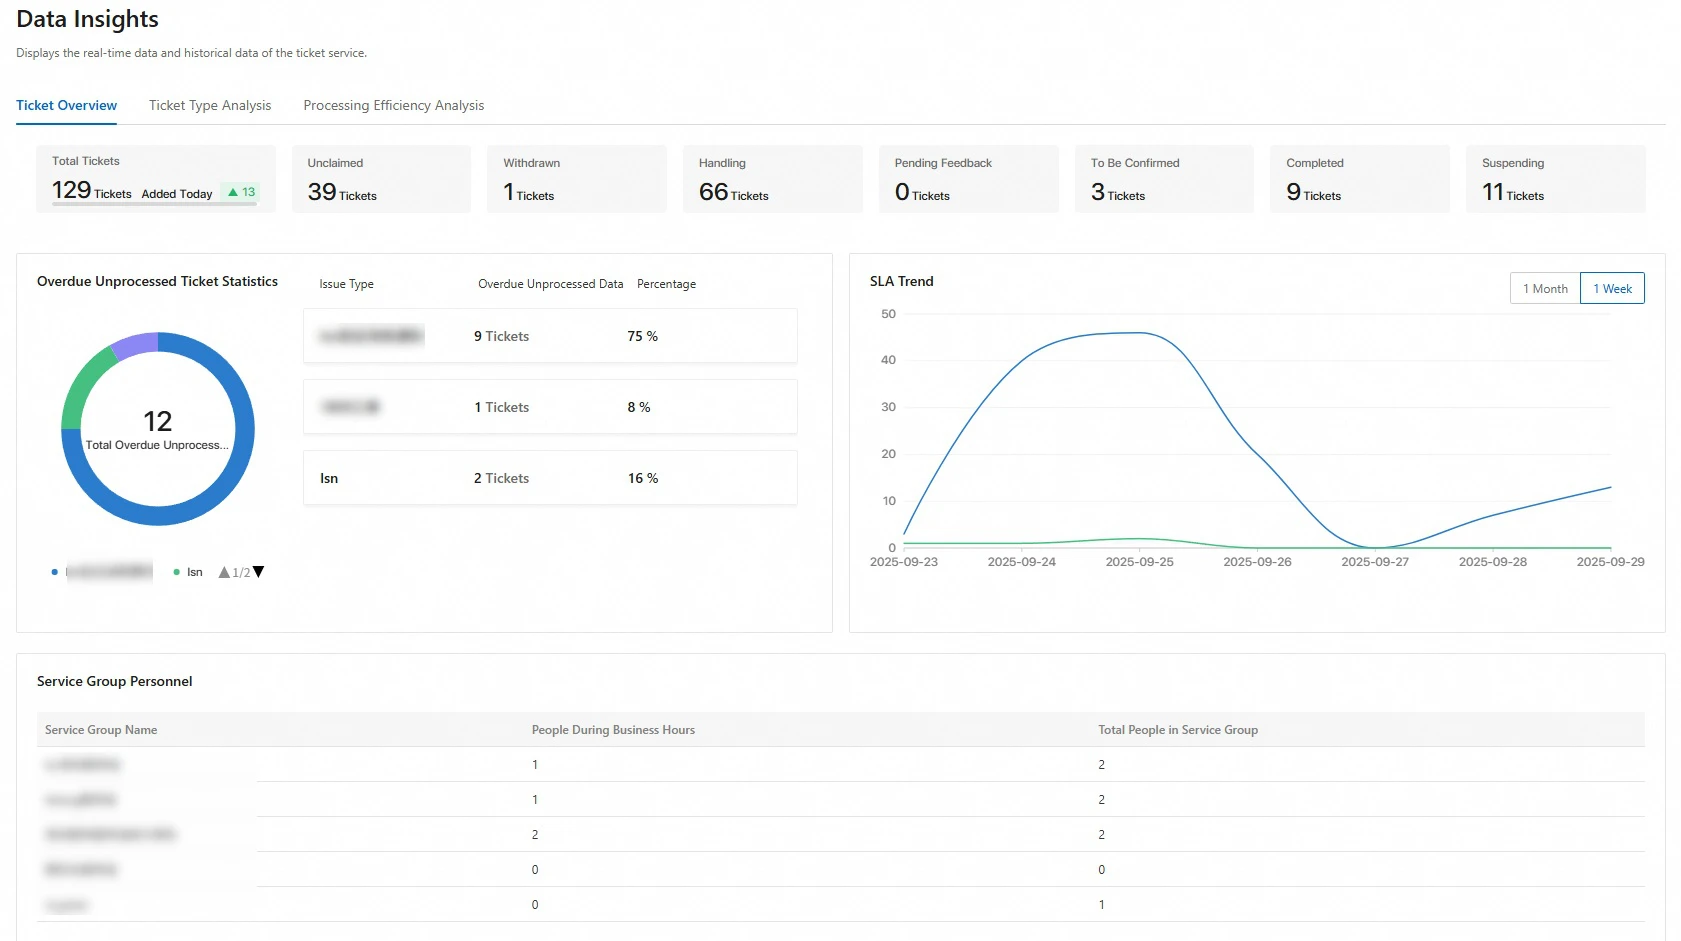 Data Insights
Displays the real-time data and historical data of the ticket service.
Ticket Overview Ticket Type Analysis Processing Efficiency Analysis
Total Tickets
129 Tickets Added Today ▲ 13
Unclaimed
39 Tickets
Withdrawn
1 Tickets
Handling
66 Tickets
Pending Feedback
0 Tickets
To Be Confirmed
3 Tickets
Completed
9 Tickets
Suspending
11 Tickets
Overdue Unprocessed Ticket Statistics
12
Total Overdue Unprocess...
lsn ▲ 1/2 ▼
Issue Type Overdue Unprocessed Data Percentage
9 Tickets 75 %
1 Tickets 8 %
lsn 2 Tickets 16 %
SLA Trend
1 Month 1 Week
50
40
30
20
10
0
2025-09-23 2025-09-24 2025-09-25 2025-09-26 2025-09-27 2025-09-28 2025-09-29
Service Group Personnel
Service Group Name People During Business Hours Total People in Service Group
1 2
1 2
2 2
0 0
0 1